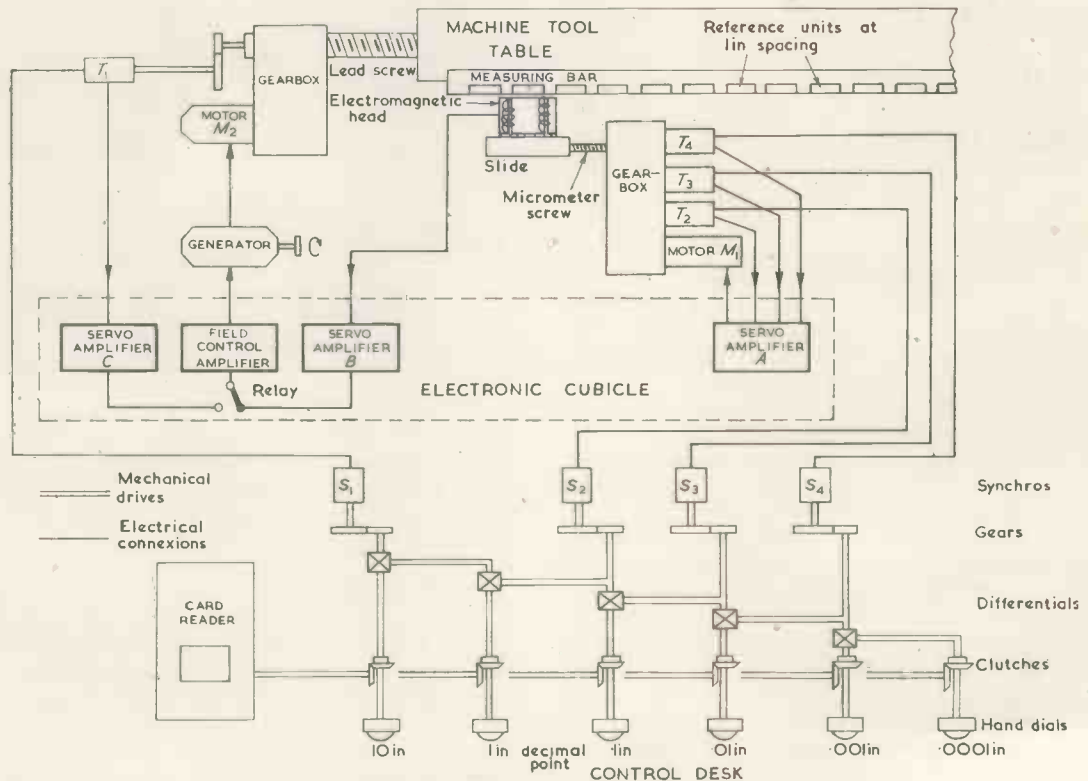 MACHINE TOOL
TABLE
Reference units at
1in spacing
T1
GEARBOX
Lead screw
MEASURING BAR
Electromagnetic
head
MOTOR
M2
Slide
Micrometer
screw
GEAR-
BOX
T4
T3
T2
MOTOR M1
GENERATOR
SERVO
AMPLIFIER
C
FIELD
CONTROL
AMPLIFIER
SERVO
AMPLIFIER
B
SERVO
AMPLIFIER
A
Relay
ELECTRONIC CUBICLE
Mechanical
drives
Electrical
connexions
S1
S2
S3
S4
Synchros
Gears
Differentials
Clutches
Hand dials
CARD
READER
10in
1in
decimal
point
.1in
.01in
.001in
.0001in
CONTROL DESK